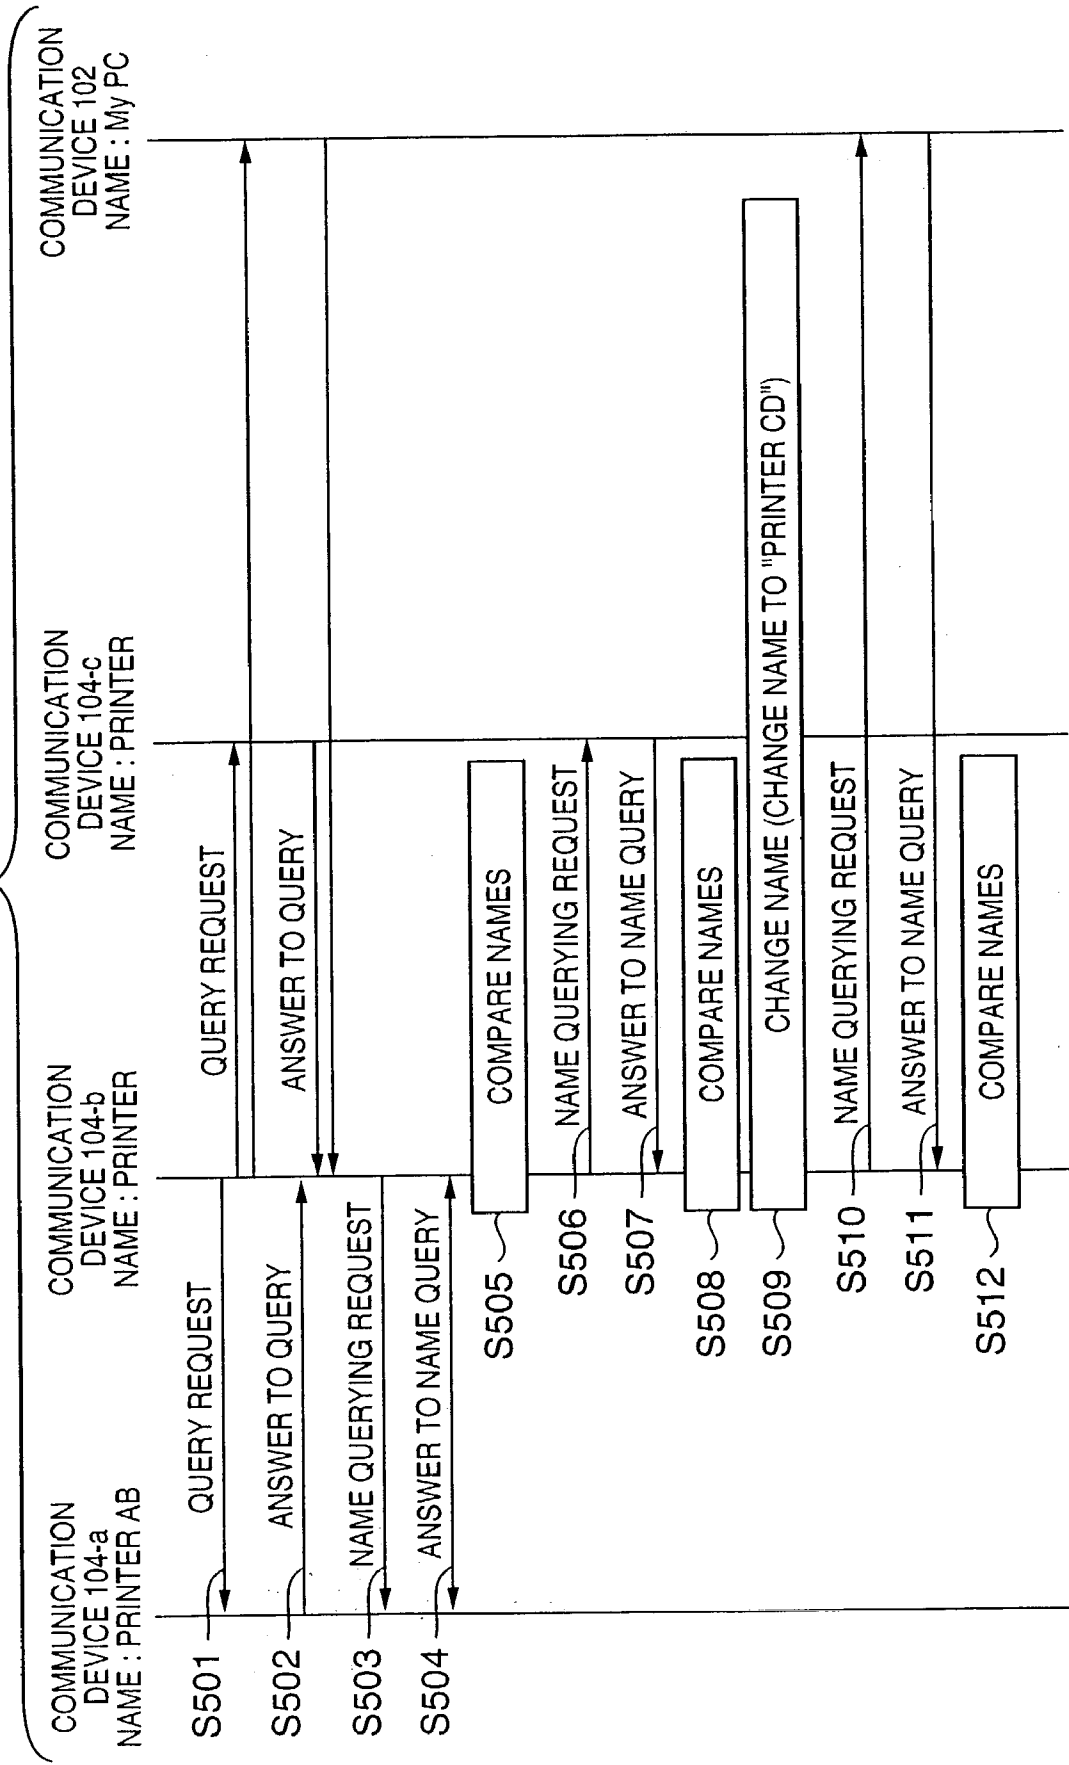 COMMUNICATION
DEVICE 104-a
NAME : PRINTER AB
COMMUNICATION
DEVICE 104-b
NAME : PRINTER
COMMUNICATION
DEVICE 104-c
NAME : PRINTER
COMMUNICATION
DEVICE 102
NAME : My PC
S501
QUERY REQUEST
QUERY REQUEST
S502
ANSWER TO QUERY
ANSWER TO QUERY
S503
NAME QUERYING REQUEST
S504
ANSWER TO NAME QUERY
S505
COMPARE NAMES
S506
NAME QUERYING REQUEST
S507
ANSWER TO NAME QUERY
S508
COMPARE NAMES
S509
CHANGE NAME (CHANGE NAME TO "PRINTER CD")
S510
NAME QUERYING REQUEST
S511
ANSWER TO NAME QUERY
S512
COMPARE NAMES